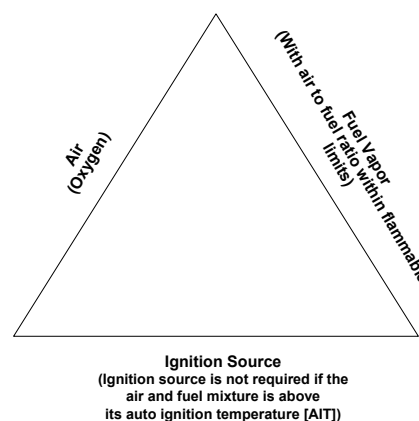 Air
(Oxygen)
Fuel Vapor
(With air to fuel ratio within flammable
limits)
Ignition Source
(Ignition source is not required if the
air and fuel mixture is above
its auto ignition temperature [AIT])